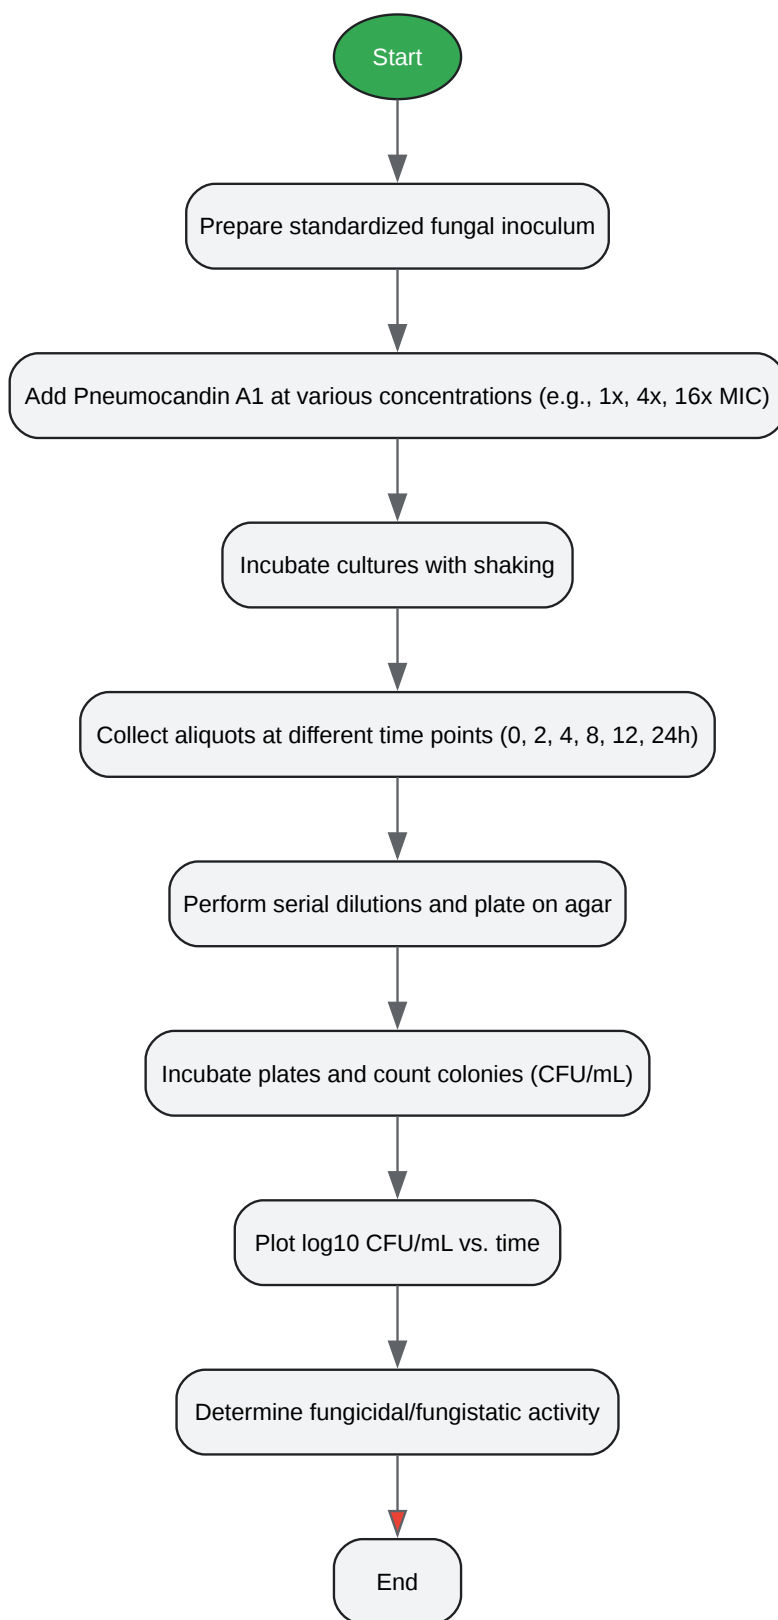 Start
Prepare standardized fungal inoculum
Add Pneumocandin A1 at various concentrations (e.g., 1x, 4x, 16x MIC)
Incubate cultures with shaking
Collect aliquots at different time points (0, 2, 4, 8, 12, 24h)
Perform serial dilutions and plate on agar
Incubate plates and count colonies (CFU/mL)
Plot log10 CFU/mL vs. time
Determine fungicidal/fungistatic activity
End